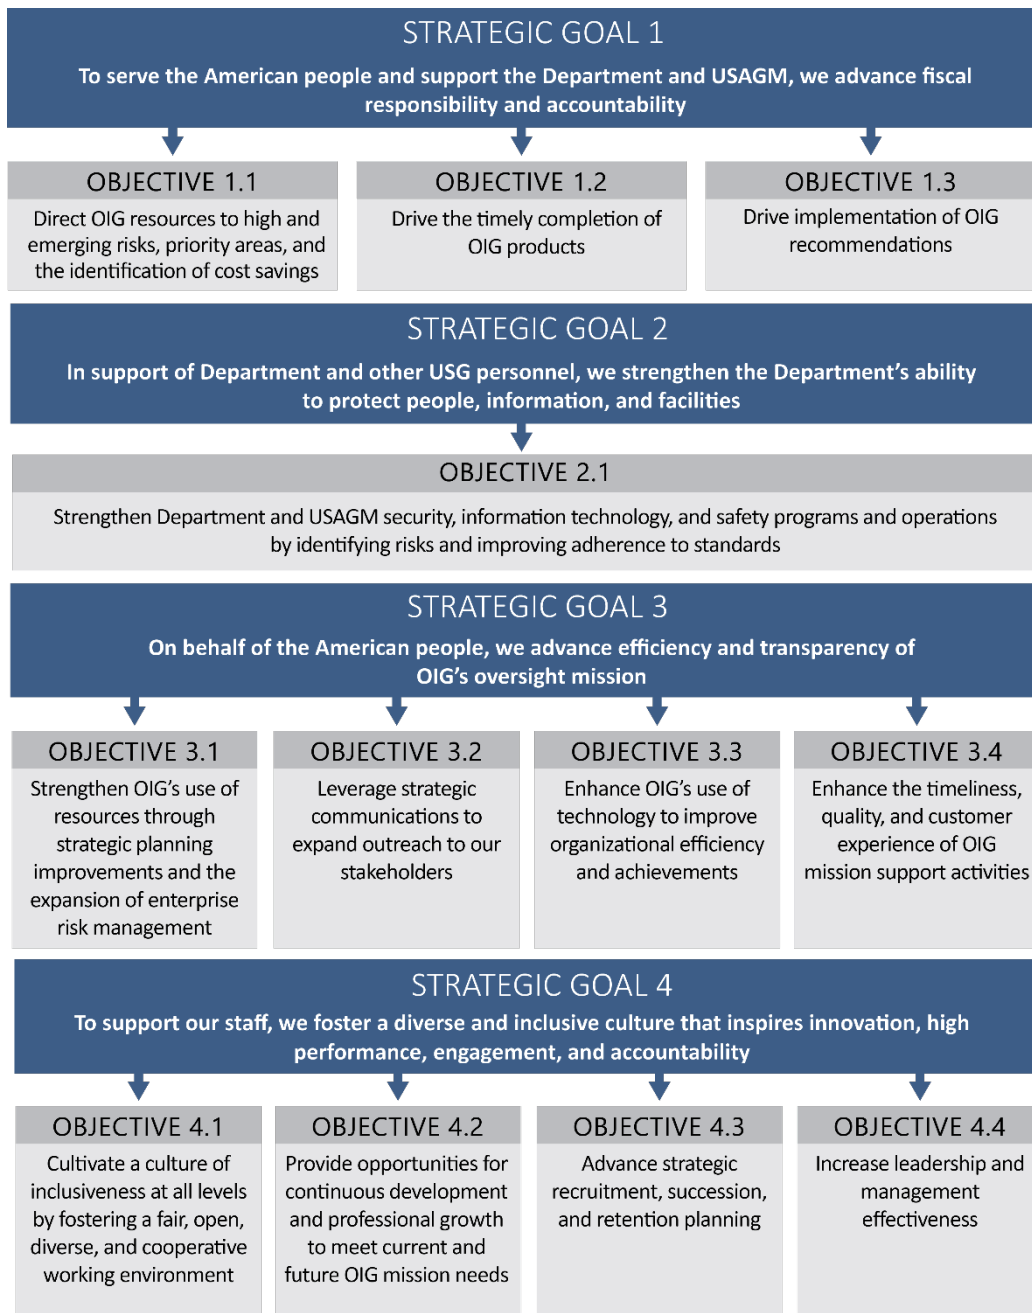 STRATEGIC GOAL 1
To serve the American people and support the Department and USAGM, we advance fiscal
responsibility and accountability
OBJECTIVE 1.1
Direct OIG resources to high and
emerging risks, priority areas, and
the identification of cost savings
OBJECTIVE 1.2
Drive the timely completion of
OIG products
OBJECTIVE 1.3
Drive implementation of OIG
recommendations
STRATEGIC GOAL 2
In support of Department and other USG personnel, we strengthen the Department’s ability
to protect people, information, and facilities
OBJECTIVE 2.1
Strengthen Department and USAGM security, information technology, and safety programs and operations
by identifying risks and improving adherence to standards
STRATEGIC GOAL 3
On behalf of the American people, we advance efficiency and transparency of
OIG’s oversight mission
OBJECTIVE 3.1
Strengthen OIG’s use of
resources through
strategic planning
improvements and the
expansion of enterprise
risk management
OBJECTIVE 3.2
Leverage strategic
communications to
expand outreach to our
stakeholders
OBJECTIVE 3.3
Enhance OIG’s use of
technology to improve
organizational efficiency
and achievements
OBJECTIVE 3.4
Enhance the timeliness,
quality, and customer
experience of OIG
mission support activities
STRATEGIC GOAL 4
To support our staff, we foster a diverse and inclusive culture that inspires innovation, high
performance, engagement, and accountability
OBJECTIVE 4.1
Cultivate a culture of
inclusiveness at all levels
by fostering a fair, open,
diverse, and cooperative
working environment
OBJECTIVE 4.2
Provide opportunities for
continuous development
and professional growth
to meet current and
future OIG mission needs
OBJECTIVE 4.3
Advance strategic
recruitment, succession,
and retention planning
OBJECTIVE 4.4
Increase leadership and
management
effectiveness